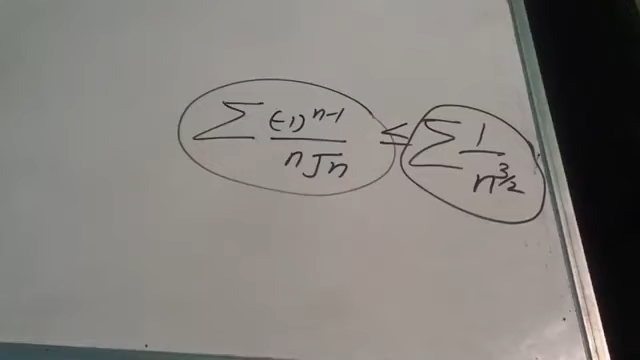 ∑ (-1)^{n-1} / n√n ≤ ∑ 1 / n^{3/2}